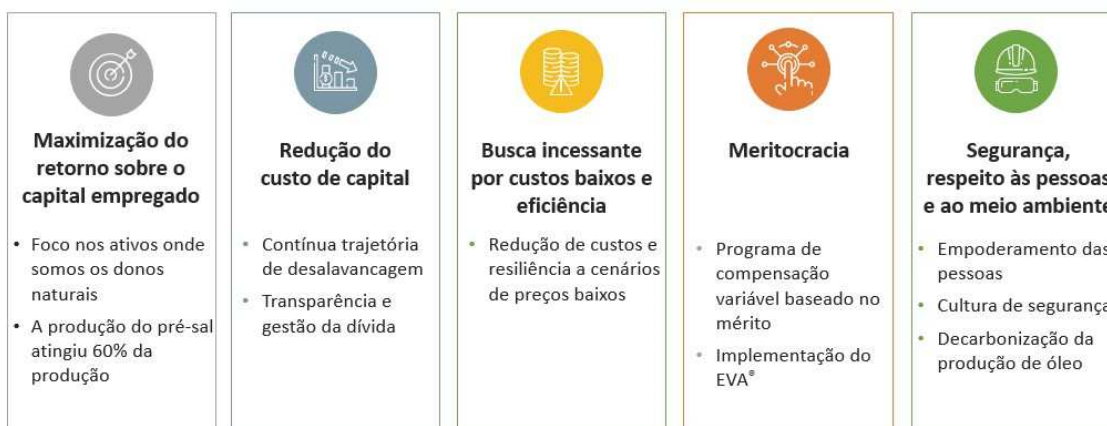 Maximização do
retorno sobre o
capital empregado
• Foco nos ativos onde
somos os donos
naturais
• A produção do pré-sal
atingiu 60% da
produção
Redução do
custo de capital
• Contínua trajetória
de desalavancagem
• Transparência e
gestão da dívida
Busca incessante
por custos baixos e
eficiência
• Redução de custos e
resiliência a cenários
de preços baixos
Meritocracia
• Programa de
compensação
variável baseado no
mérito
• Implementação do
EVA®
Segurança,
respeito às pessoas
e ao meio ambiente
• Empoderamento das
pessoas
• Cultura de segurança
• Decarbonização da
produção de óleo